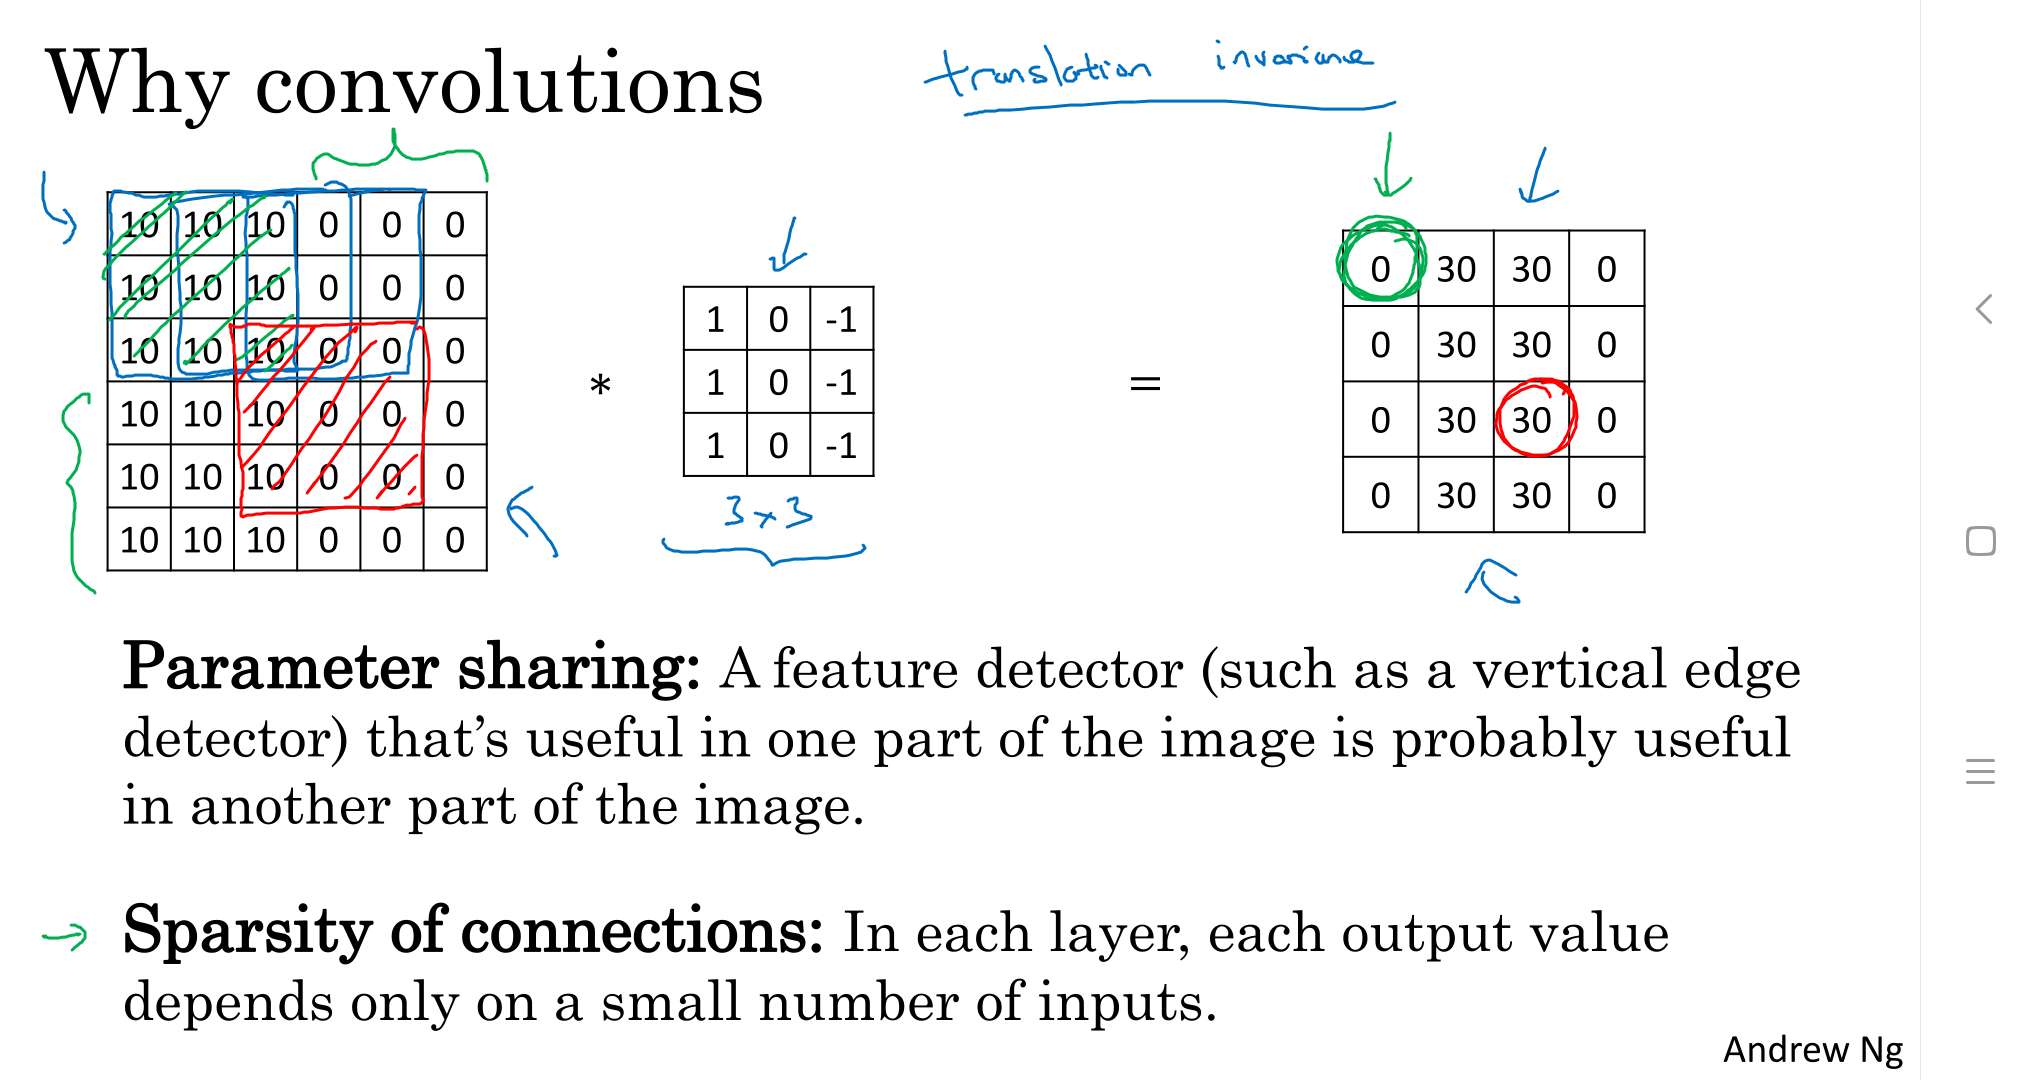 Why convolutions
translation invariance
10 10 10 0 0 0
10 10 10 0 0 0
10 10 10 0 0 0
10 10 10 0 0 0
10 10 10 0 0 0
10 10 10 0 0 0
*
1 0 -1
1 0 -1
1 0 -1
3x3
=
0 30 30 0
0 30 30 0
0 30 30 0
0 30 30 0
Parameter sharing: A feature detector (such as a vertical edge
detector) that’s useful in one part of the image is probably useful
in another part of the image.
Sparsity of connections: In each layer, each output value
depends only on a small number of inputs.
Andrew Ng